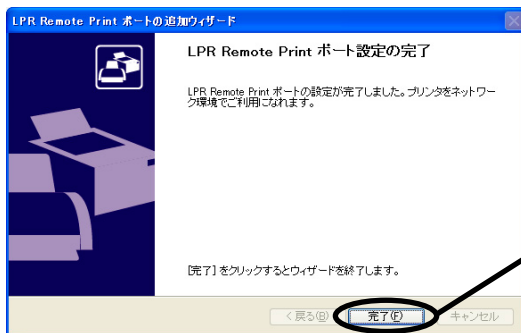 LPR Remote Print ポートの追加ウィザード
LPR Remote Print ポート設定の完了
LPR Remote Print ポートの設定が完了しました。プリンタをネットワー
ク環境でご利用になれます。
[完了] をクリックするとウィザードを終了します。
< 戻る(B) 完了(F) キャンセル